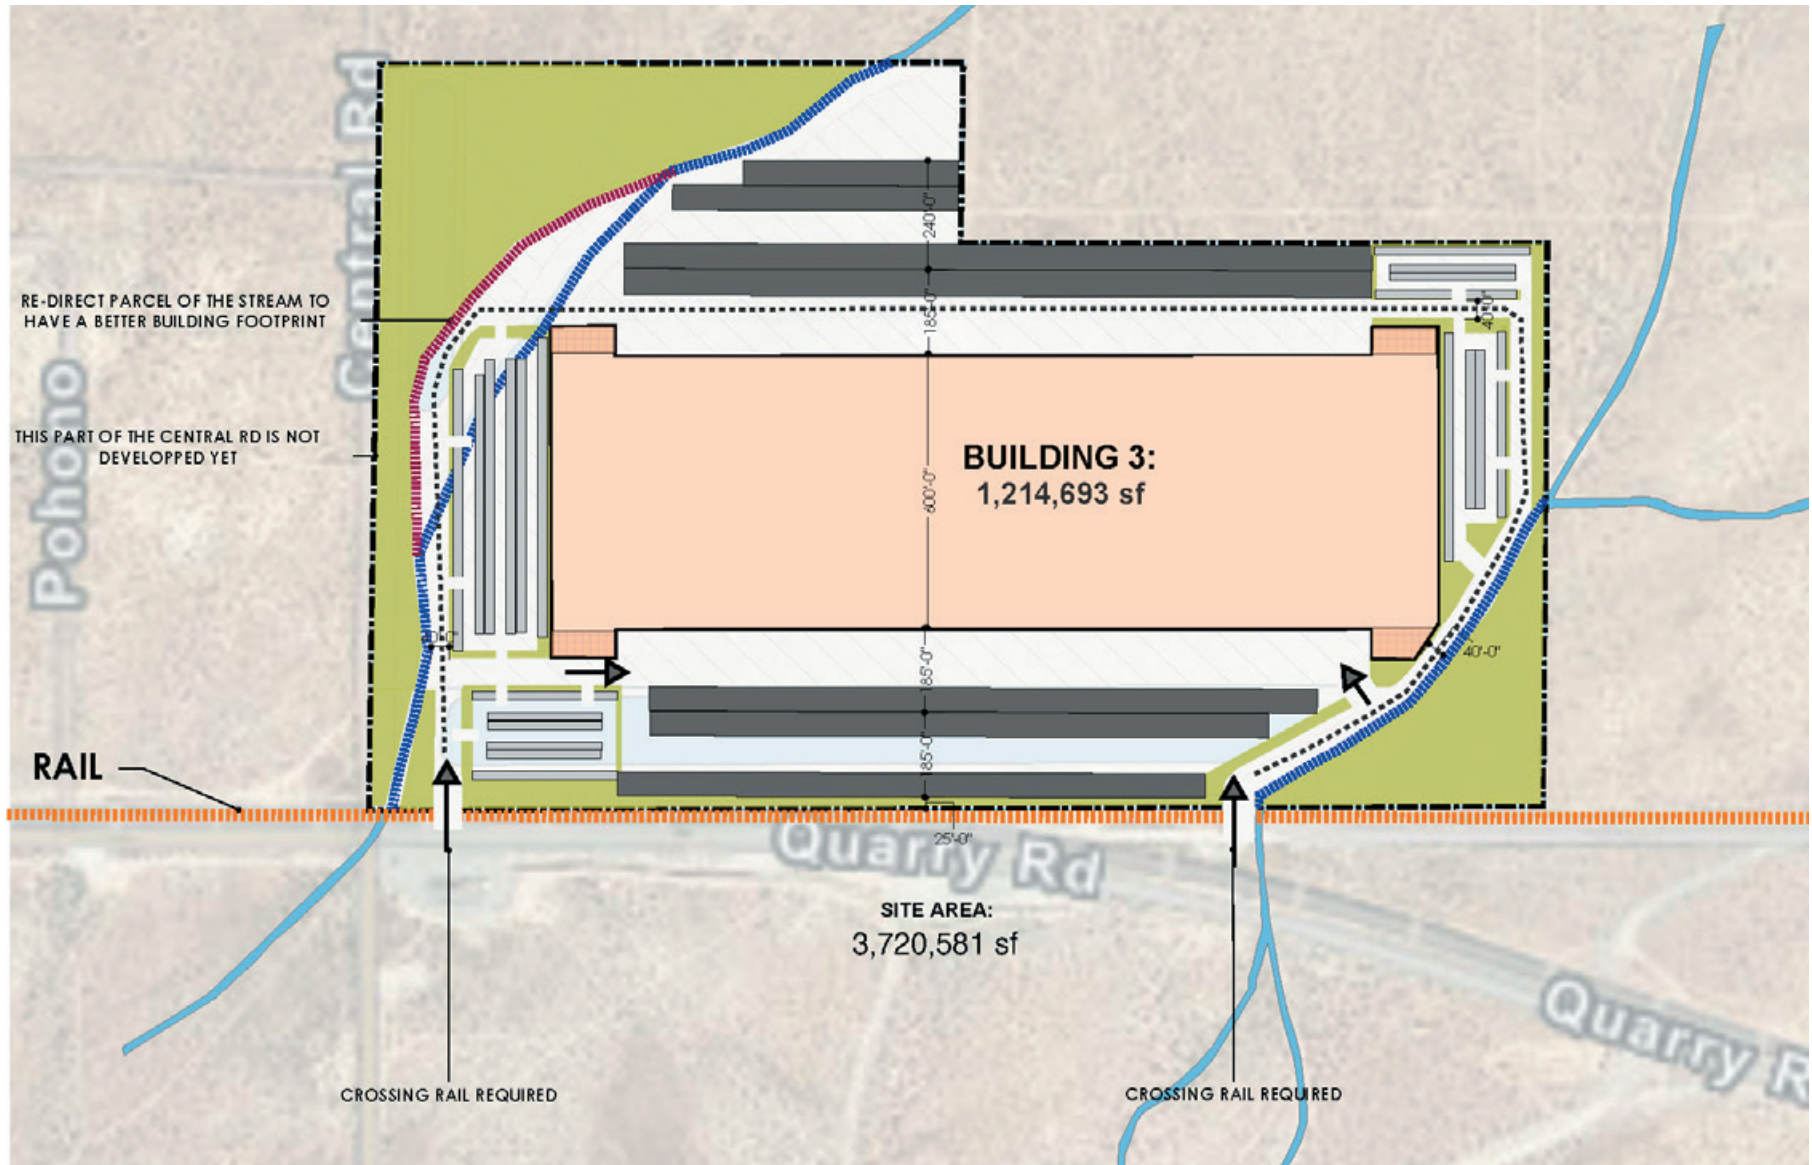 Central Rd
RE-DIRECT PARCEL OF THE STREAM TO
HAVE A BETTER BUILDING FOOTPRINT
THIS PART OF THE CENTRAL RD IS NOT
DEVELOPPED YET
Pohono
240'-0"
185'-0"
40'-0"
BUILDING 3:
1,214,693 sf
600'-0"
40'-0"
185'-0"
185'-0"
RAIL
25'-0"
Quarry Rd
SITE AREA:
3,720,581 sf
CROSSING RAIL REQUIRED
CROSSING RAIL REQUIRED
Quarry R